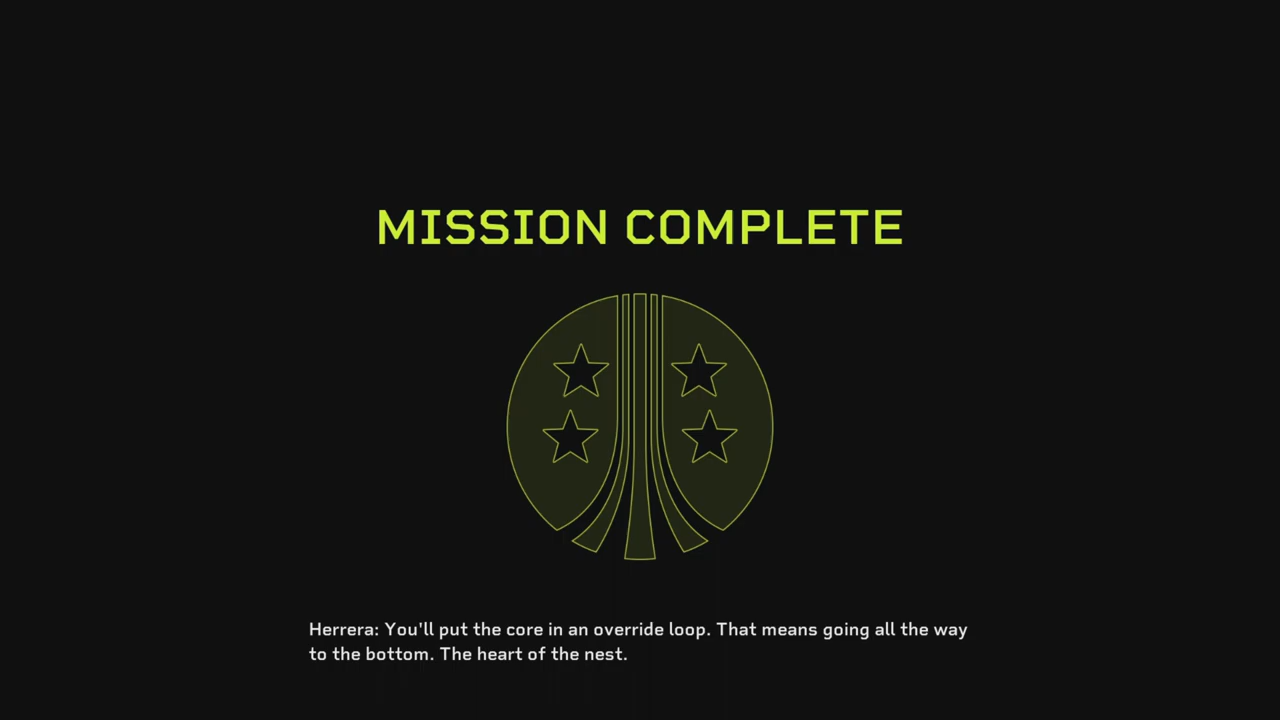 MISSION COMPLETE
Herrera: You'll put the core in an override loop. That means going all the way
to the bottom. The heart of the nest.